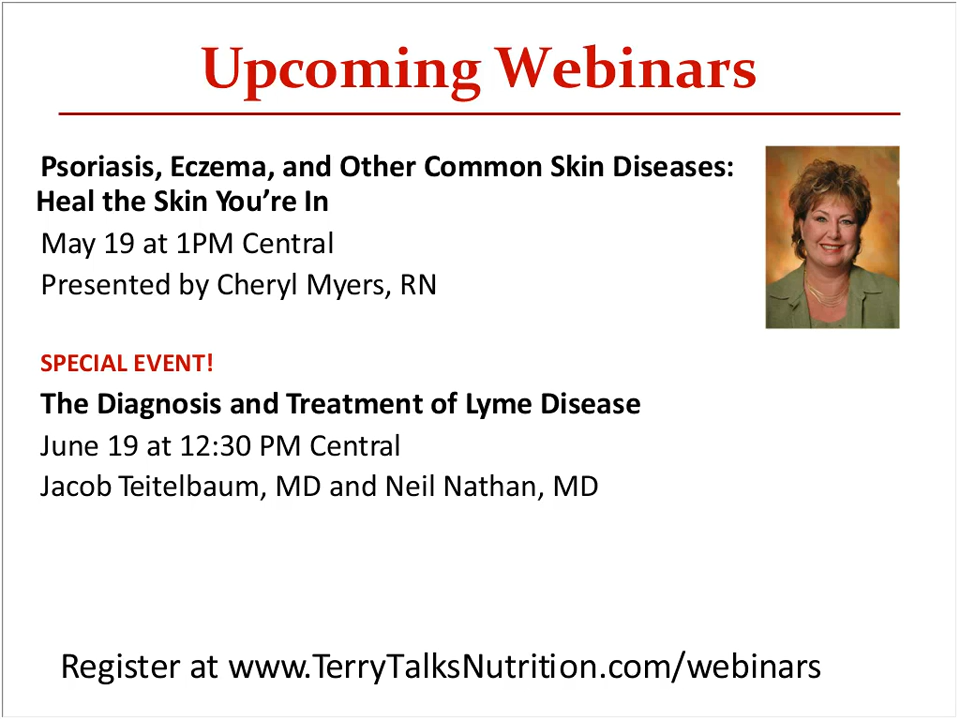 Upcoming Webinars
Psoriasis, Eczema, and Other Common Skin Diseases:
Heal the Skin You’re In
May 19 at 1PM Central
Presented by Cheryl Myers, RN
SPECIAL EVENT!
The Diagnosis and Treatment of Lyme Disease
June 19 at 12:30 PM Central
Jacob Teitelbaum, MD and Neil Nathan, MD
Register at www.TerryTalksNutrition.com/webinars